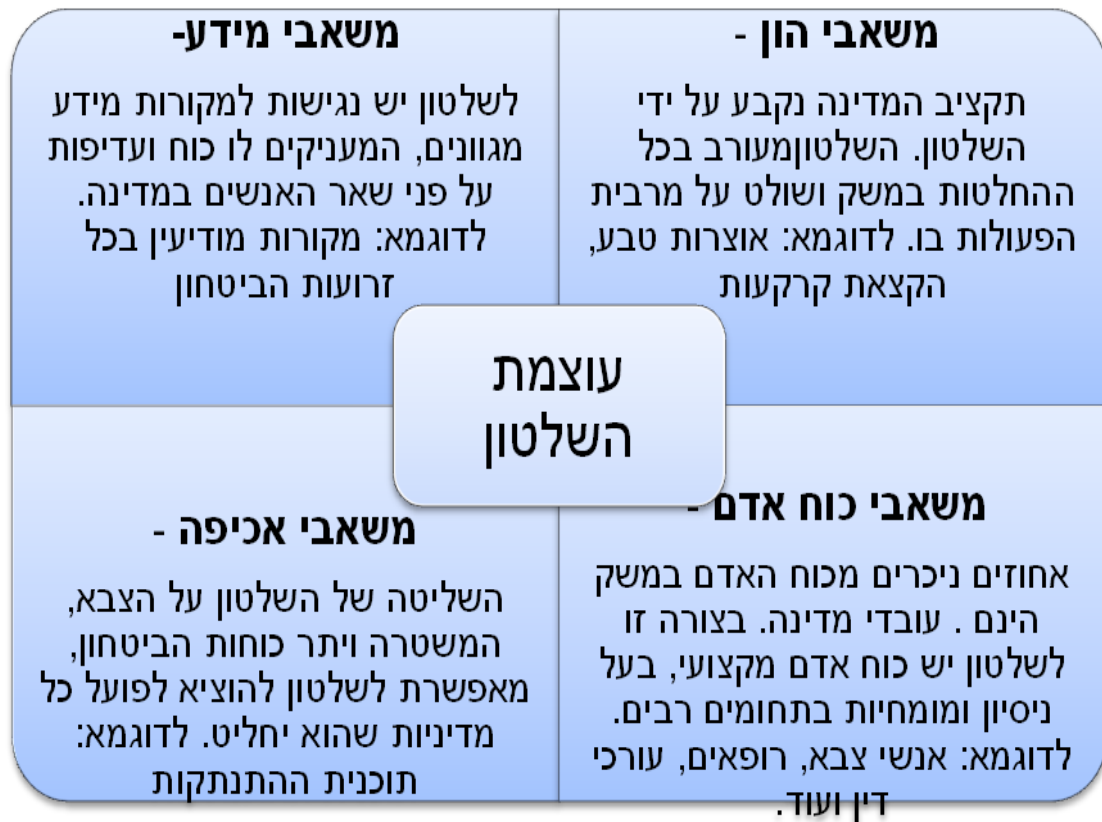 משאבי הון -
תקציב המדינה נקבע על ידי
השלטון. השלטוןמעורב בכל
ההחלטות במשק ושולט על מרבית
הפעולות בו. לדוגמא: אוצרות טבע,
הקצאת קרקעות
משאבי מידע-
לשלטון יש נגישות למקורות מידע
מגוונים, המעניקים לו כוח ועדיפות
על פני שאר האנשים במדינה.
לדוגמא: מקורות מודיעין בכל
זרועות הביטחון
עוצמת
השלטון
משאבי כוח אדם -
אחוזים ניכרים מכוח האדם במשק
הינם . עובדי מדינה. בצורה זו
לשלטון יש כוח אדם מקצועי, בעל
ניסיון ומומחיות בתחומים רבים.
לדוגמא: אנשי צבא, רופאים, עורכי
דין ועוד.
משאבי אכיפה -
השליטה של השלטון על הצבא,
המשטרה ויתר כוחות הביטחון,
מאפשרת לשלטון להוציא לפועל כל
מדיניות שהוא יחליט. לדוגמא:
תוכנית ההתנתקות